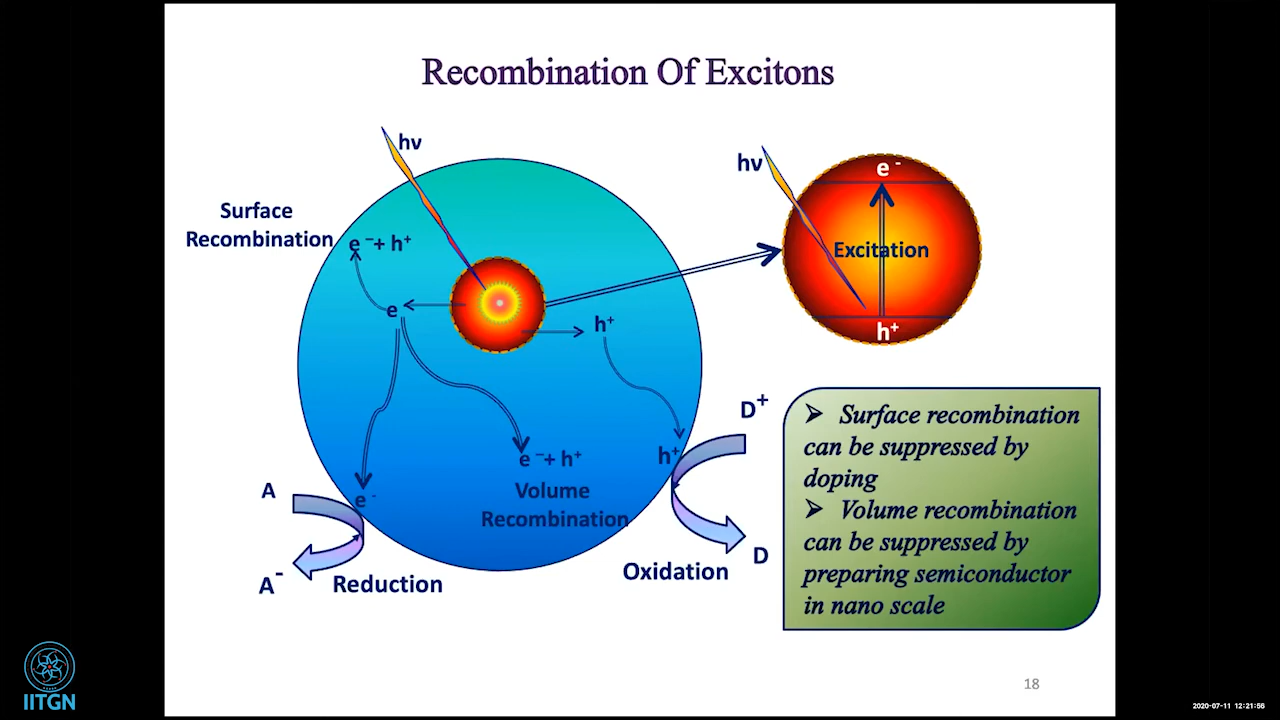 Recombination Of Excitons
hν
hν
e -
Surface
Recombination
e –+ h+
Excitation
e
h+
h+
D+
➢ Surface recombination
can be suppressed by
doping
➢ Volume recombination
can be suppressed by
preparing semiconductor
in nano scale
h+
e –+ h+
A
e -
Volume
Recombination
D
Oxidation
A-
Reduction
18
IITGN
2020-07-11 12:21:56